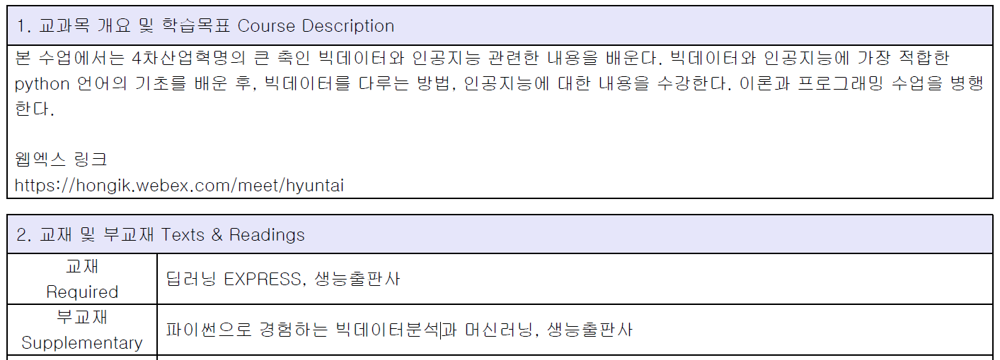 1. 교과목 개요 및 학습목표 Course Description
본 수업에서는 4차산업혁명의 큰 축인 빅데이터와 인공지능 관련한 내용을 배운다. 빅데이터와 인공지능에 가장 적합한
python 언어의 기초를 배운 후, 빅데이터를 다루는 방법, 인공지능에 대한 내용을 수강한다. 이론과 프로그래밍 수업을 병행
한다.
웹엑스 링크
https://hongik.webex.com/meet/hyuntai
2. 교재 및 부교재 Texts & Readings
교재
Required
딥러닝 EXPRESS, 생능출판사
부교재
Supplementary
파이썬으로 경험하는 빅데이터분석과 머신러닝, 생능출판사